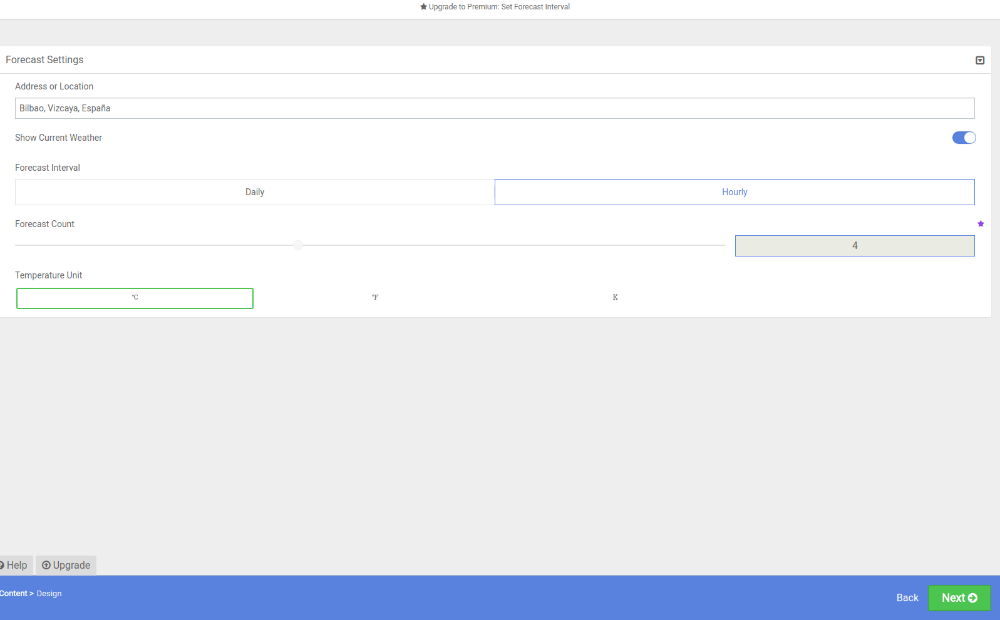 Upgrade to Premium: Set Forecast Interval
Forecast Settings
Address or Location
Bilbao, Vizcaya, España
Show Current Weather
Forecast Interval
Daily Hourly
Forecast Count
4
Temperature Unit
°C °F K
Help Upgrade
Content > Design
Back Next